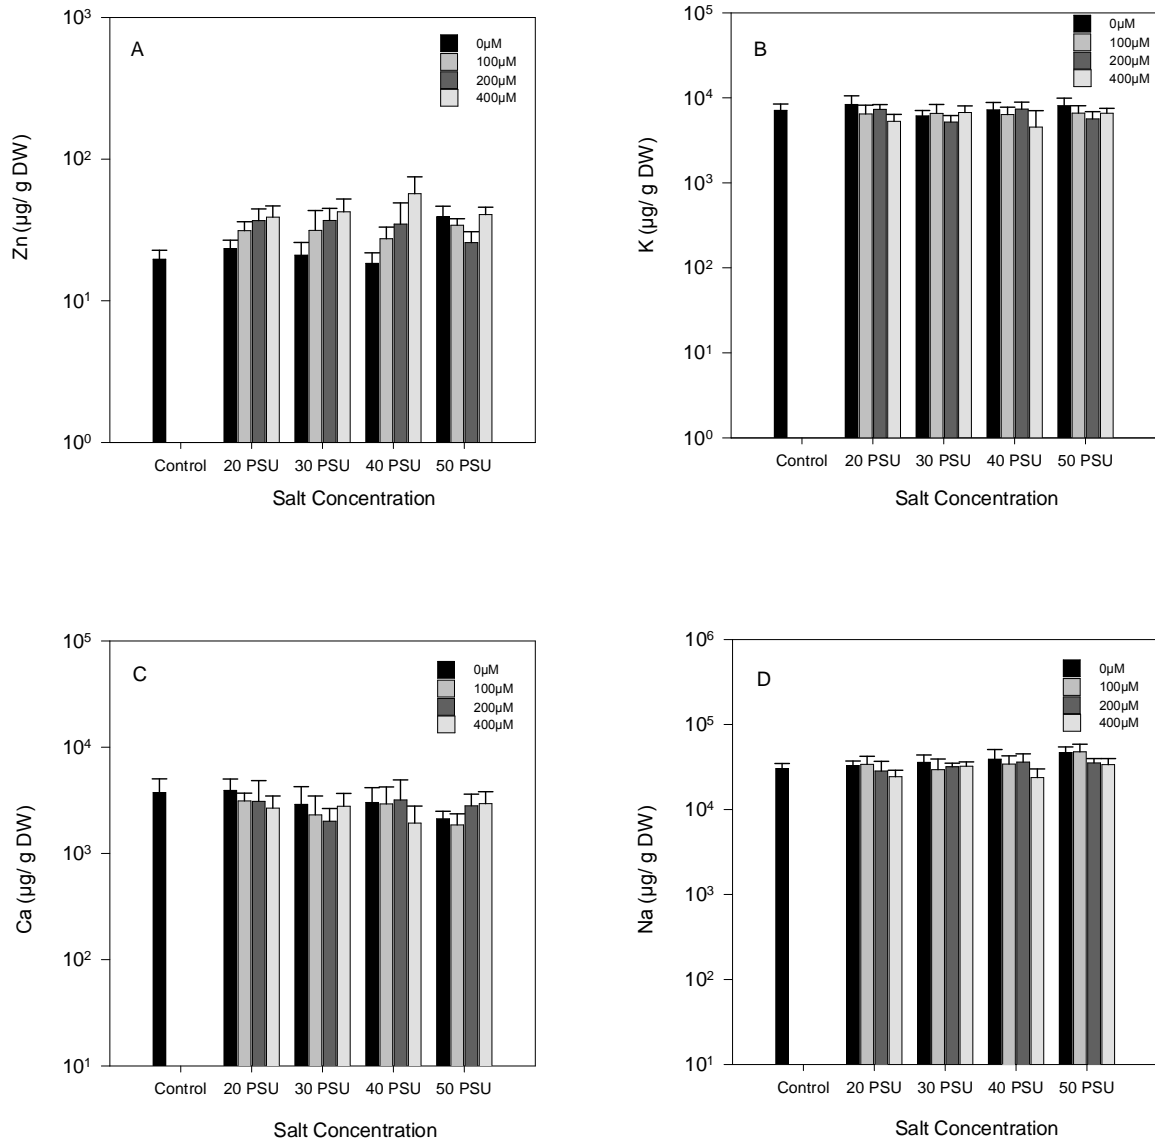 A
0µM
100µM
200µM
400µM
10³
10²
10¹
10⁰
Zn (µg/ g DW)
Control 20 PSU 30 PSU 40 PSU 50 PSU
Salt Concentration
B
0µM
100µM
200µM
400µM
10⁵
10⁴
10³
10²
10¹
10⁰
K (µg/ g DW)
Control 20 PSU 30 PSU 40 PSU 50 PSU
Salt Concentration
C
0µM
100µM
200µM
400µM
10⁵
10⁴
10³
10²
10¹
Ca (µg/ g DW)
Control 20 PSU 30 PSU 40 PSU 50 PSU
Salt Concentration
D
0µM
100µM
200µM
400µM
10⁶
10⁵
10⁴
10³
10²
10¹
Na (µg/ g DW)
Control 20 PSU 30 PSU 40 PSU 50 PSU
Salt Concentration